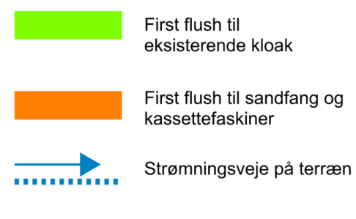 First flush til
eksisterende kloak
First flush til sandfang og
kassettefaskiner
Strømningsveje på terræn